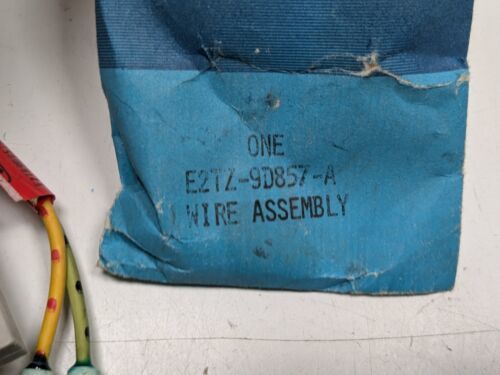 ONE
E2TZ-9D857-A
WIRE ASSEMBLY